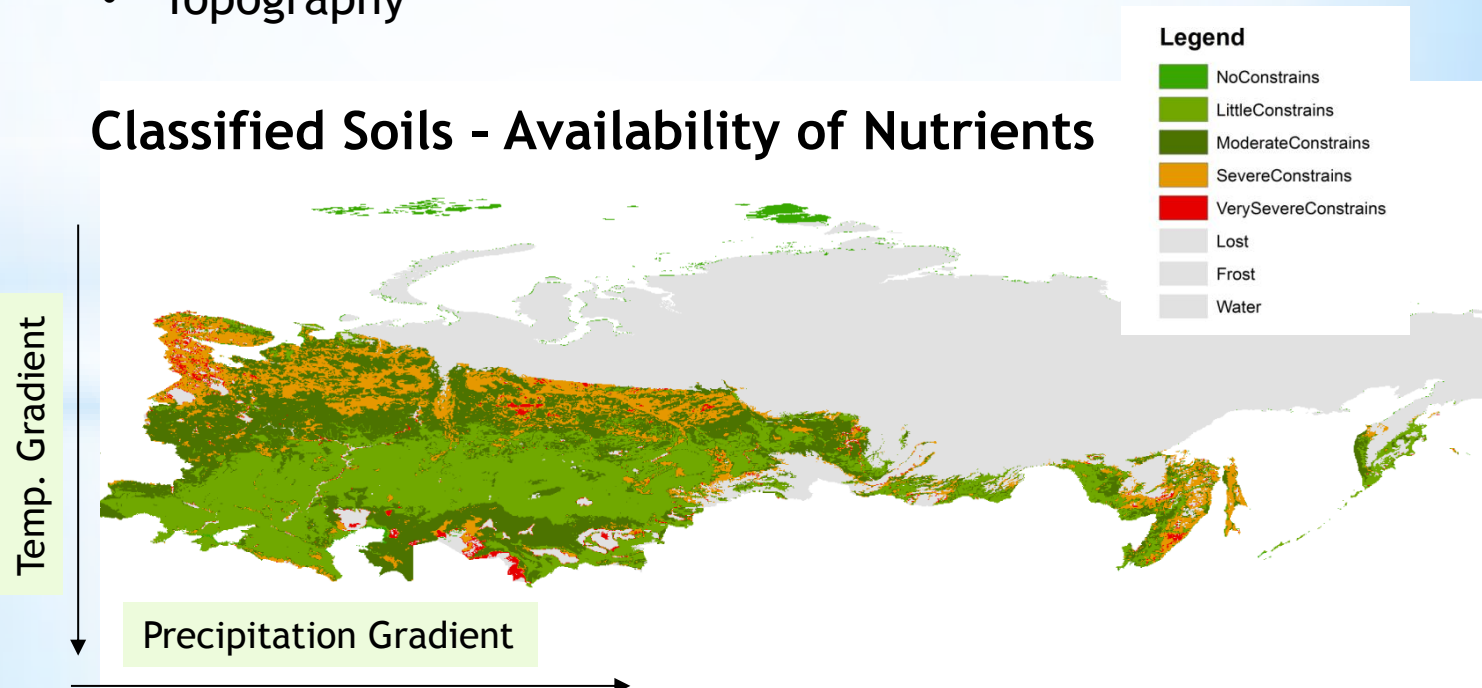 • Topography
Classified Soils – Availability of Nutrients
Legend
NoConstrains
LittleConstrains
ModerateConstrains
SevereConstrains
VerySevereConstrains
Lost
Frost
Water
Temp. Gradient
Precipitation Gradient